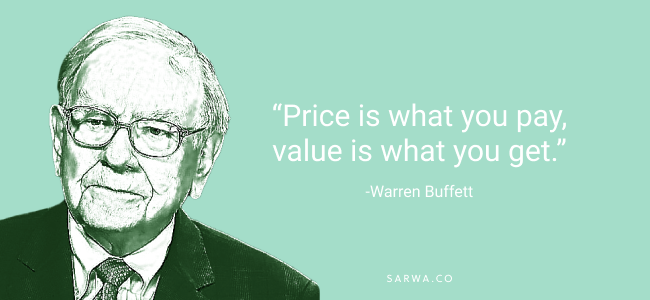 “Price is what you pay,
value is what you get.”
-Warren Buffett
SARWA.CO